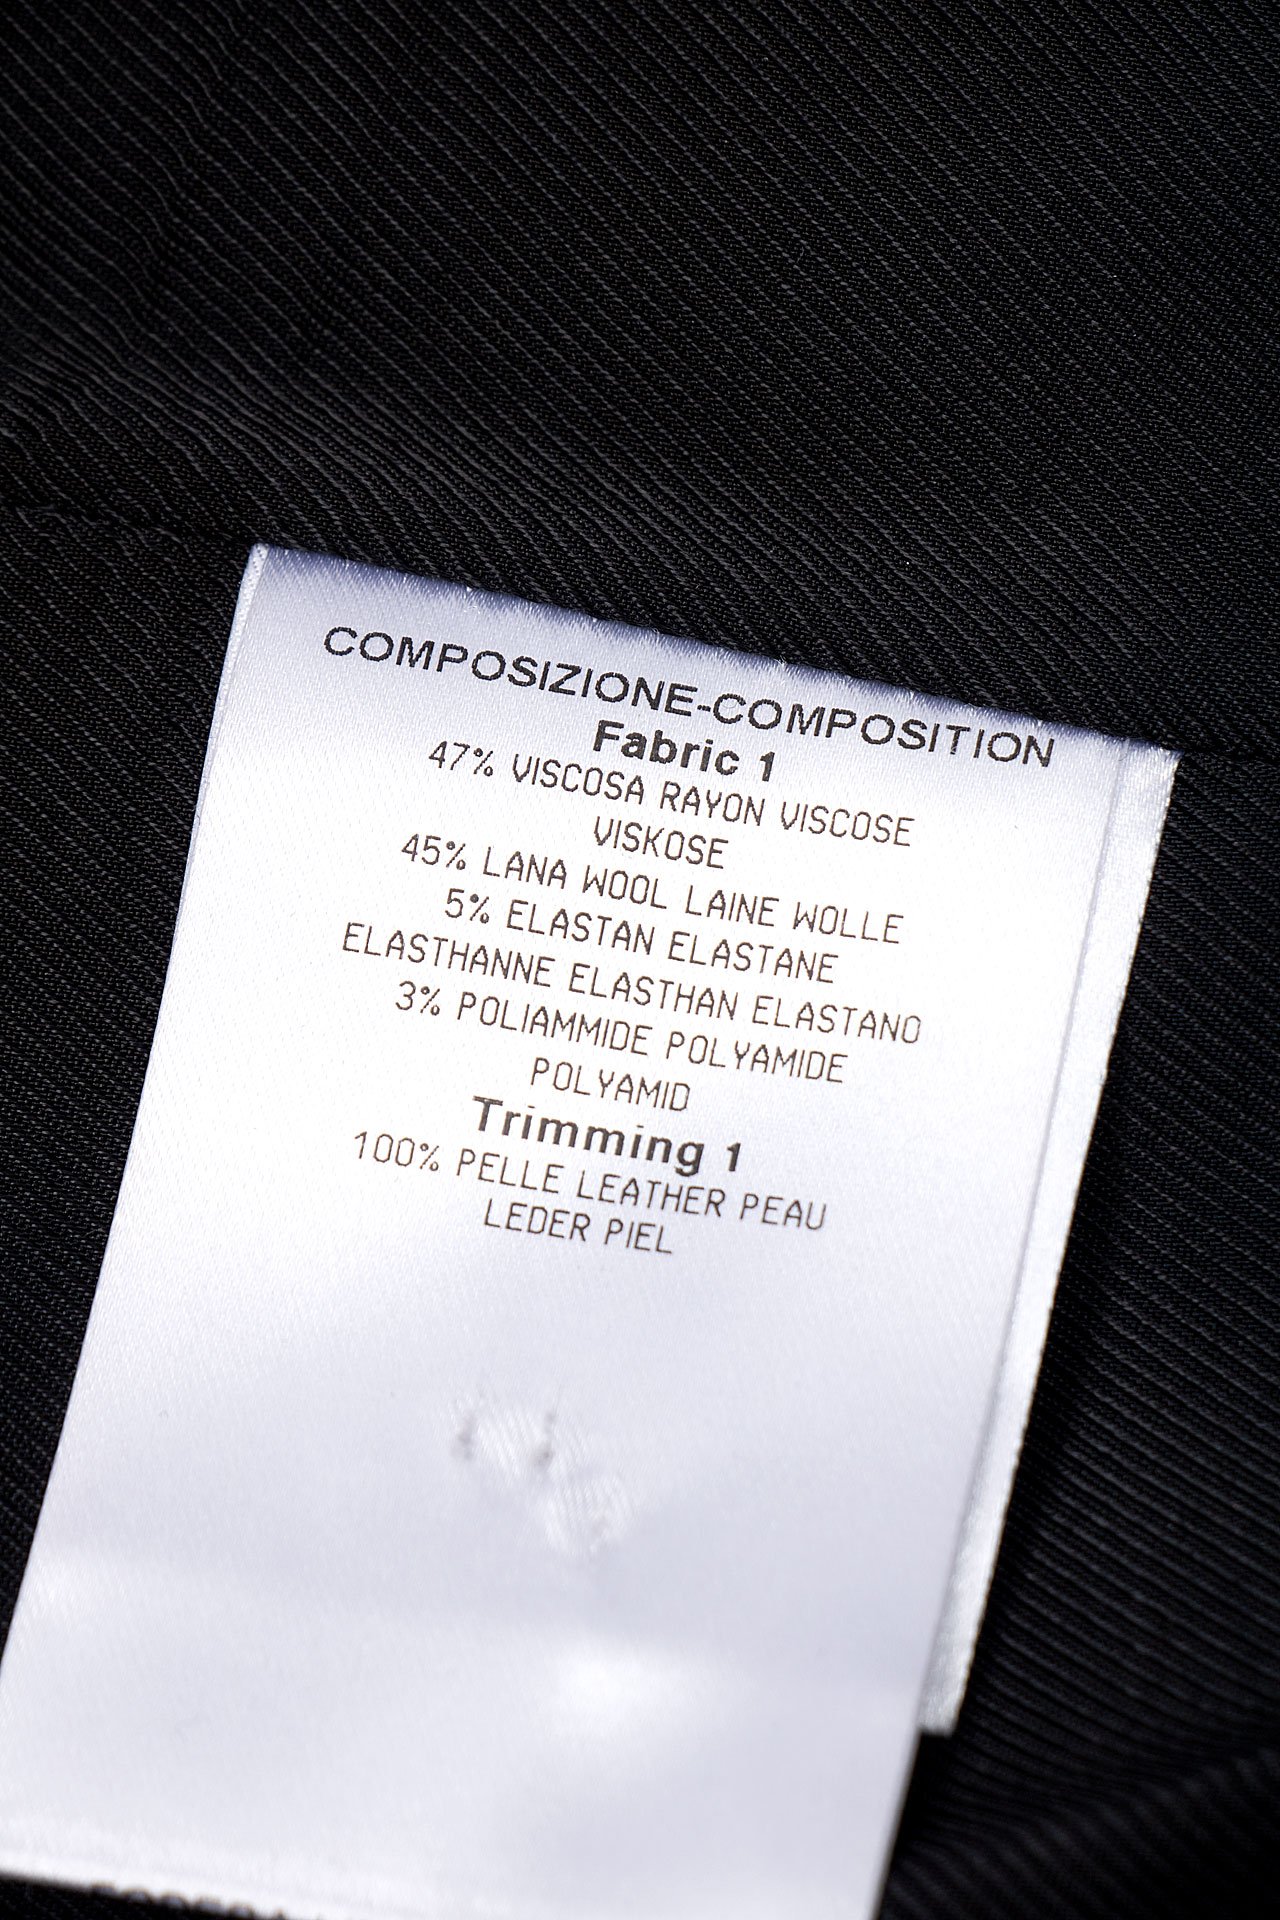 COMPOSIZIONE-COMPOSITION
Fabric 1
47% VISCOSA RAYON VISCOSE
VISKOSE
45% LANA WOOL LAINE WOLLE
5% ELASTAN ELASTANE
ELASTHANNE ELASTHAN ELASTANO
3% POLIAMMIDE POLYAMIDE
POLYAMID
Trimming 1
100% PELLE LEATHER PEAU
LEDER PIEL